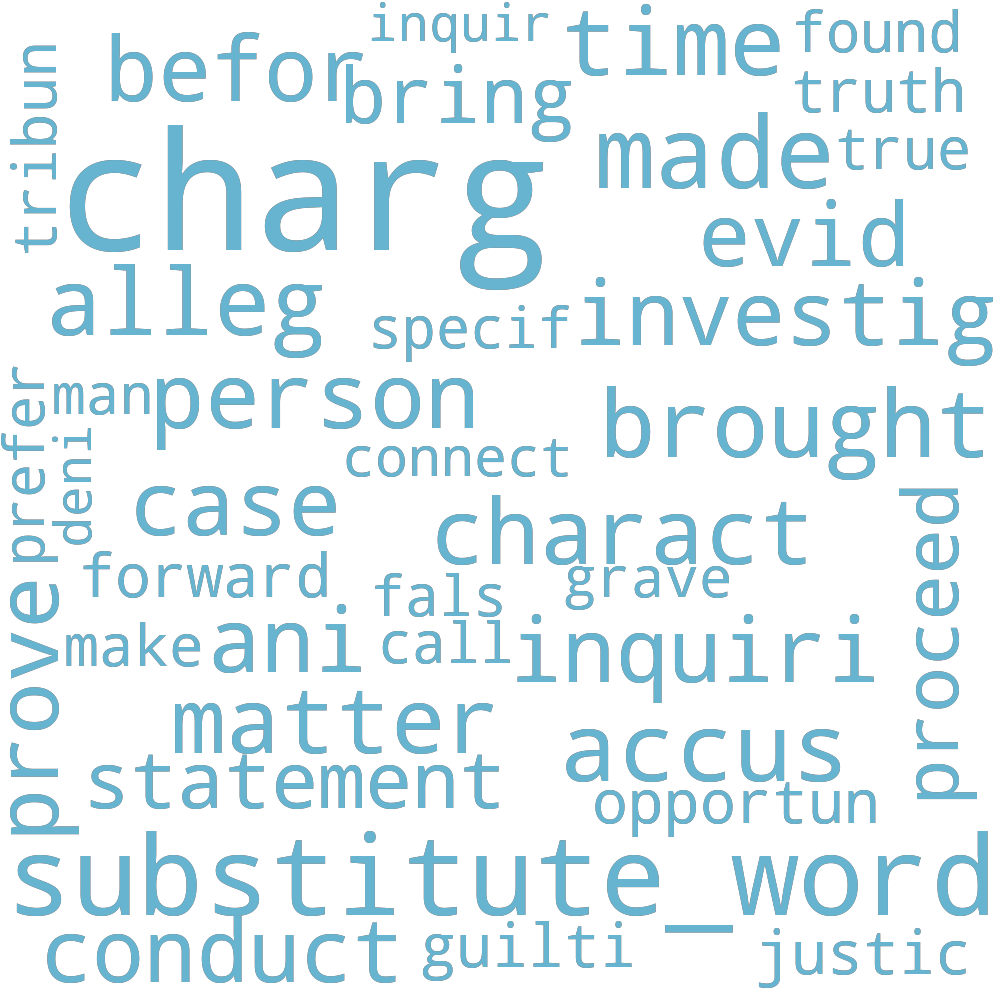 inquir
time
found
befor
bring
truth
tribun
charg
made
true
evid
alleg
specif
investig
prefer
man
person
brought
deni
connect
case
charact
proceed
forward
fals
grave
prove
make
ani
call
inquiri
matter
accus
statement
opportun
substitute_word
conduct
guilti
justic